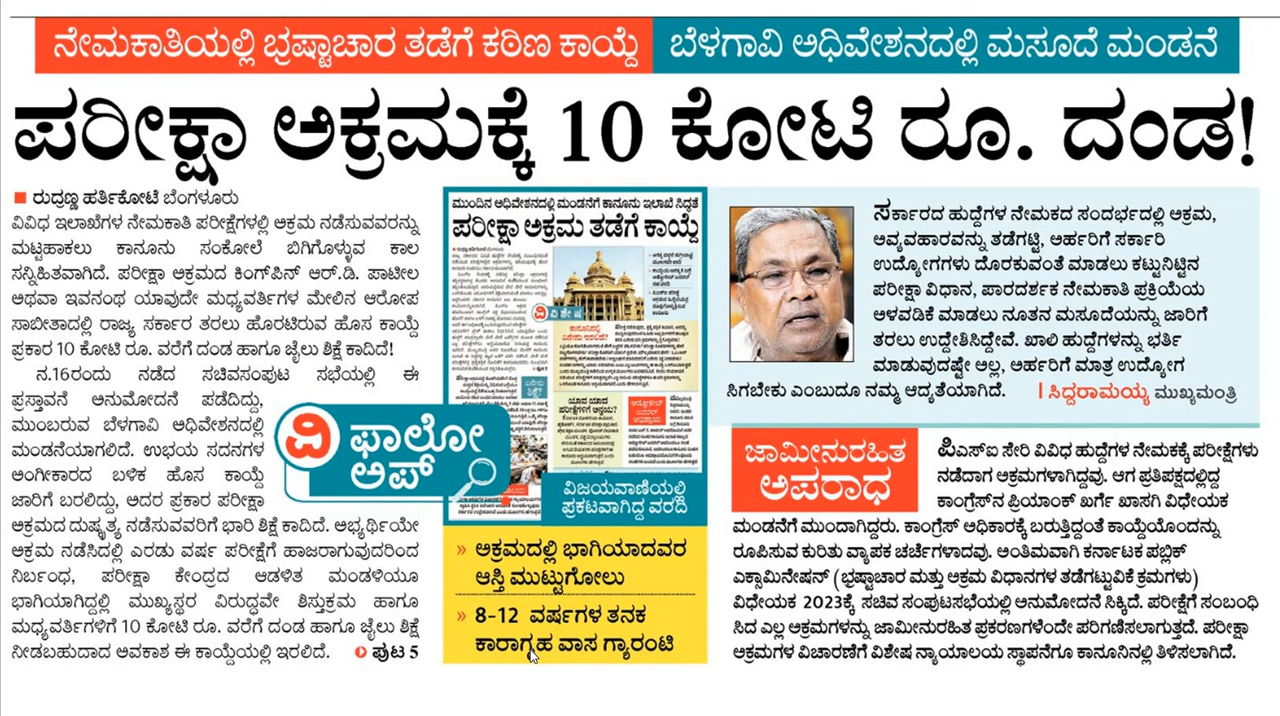 ನೇಮಕಾತಿಯಲ್ಲಿ ಭ್ರಷ್ಟಾಚಾರ ತಡೆಗೆ ಕಠಿಣ ಕಾಯ್ದೆ
ಬೆಳಗಾವಿ ಅಧಿವೇಶನದಲ್ಲಿ ಮಸೂದೆ ಮಂಡನೆ
ಪರೀಕ್ಷಾ ಅಕ್ರಮಕ್ಕೆ 10 ಕೋಟಿ ರೂ. ದಂಡ!
■ ರುದ್ರಣ್ಣ ಹರ್ತಿಕೋಟೆ ಬೆಂಗಳೂರು
ವಿವಿಧ ಇಲಾಖೆಗಳ ನೇಮಕಾತಿ ಪರೀಕ್ಷೆಗಳಲ್ಲಿ ಅಕ್ರಮ ನಡೆಸುವವರನ್ನು
ಮಟ್ಟಹಾಕಲು ಕಾನೂನು ಸಂಕೋಲೆ ಬಿಗಿಗೊಳ್ಳುವ ಕಾಲ
ಸನ್ನಿಹಿತವಾಗಿದೆ. ಪರೀಕ್ಷಾ ಅಕ್ರಮದ ಕಿಂಗ್‌ಪಿನ್ ಆರ್.ಡಿ. ಪಾಟೀಲ
ಅಥವಾ ಇವನಂಥ ಯಾವುದೇ ಮಧ್ಯವರ್ತಿಗಳ ಮೇಲಿನ ಆರೋಪ
ಸಾಬೀತಾದಲ್ಲಿ ರಾಜ್ಯ ಸರ್ಕಾರ ತರಲು ಹೊರಟಿರುವ ಹೊಸ ಕಾಯ್ದೆ
ಪ್ರಕಾರ 10 ಕೋಟಿ ರೂ. ವರೆಗೆ ದಂಡ ಹಾಗೂ ಜೈಲು ಶಿಕ್ಷೆ ಕಾದಿದೆ!
ನ.16ರಂದು ನಡೆದ ಸಚಿವಸಂಪುಟ ಸಭೆಯಲ್ಲಿ ಈ
ಪ್ರಸ್ತಾವನೆ ಅನುಮೋದನೆ ಪಡೆದಿದ್ದು,
ಮುಂಬರುವ ಬೆಳಗಾವಿ ಅಧಿವೇಶನದಲ್ಲಿ
ಮಂಡನೆಯಾಗಲಿದೆ. ಉಭಯ ಸದನಗಳ
ಅಂಗೀಕಾರದ ಬಳಿಕ ಹೊಸ ಕಾಯ್ದೆ
ಜಾರಿಗೆ ಬರಲಿದ್ದು, ಅದರ ಪ್ರಕಾರ ಪರೀಕ್ಷಾ
ಅಕ್ರಮದ ದುಷ್ಕೃತ್ಯ ನಡೆಸುವವರಿಗೆ ಭಾರಿ ಶಿಕ್ಷೆ ಕಾದಿದೆ. ಅಭ್ಯರ್ಥಿಯೇ
ಅಕ್ರಮ ನಡೆಸಿದಲ್ಲಿ ಎರಡು ವರ್ಷ ಪರೀಕ್ಷೆಗೆ ಹಾಜರಾಗುವುದರಿಂದ
ನಿರ್ಬಂಧ, ಪರೀಕ್ಷಾ ಕೇಂದ್ರದ ಆಡಳಿತ ಮಂಡಳಿಯೂ
ಭಾಗಿಯಾಗಿದ್ದಲ್ಲಿ ಮುಖ್ಯಸ್ಥರ ವಿರುದ್ಧವೇ ಶಿಸ್ತುಕ್ರಮ ಹಾಗೂ
ಮಧ್ಯವರ್ತಿಗಳಿಗೆ 10 ಕೋಟಿ ರೂ. ವರೆಗೆ ದಂಡ ಹಾಗೂ ಜೈಲು ಶಿಕ್ಷೆ
ನೀಡಬಹುದಾದ ಅವಕಾಶ ಈ ಕಾಯ್ದೆಯಲ್ಲಿ ಇರಲಿದೆ. ಪುಟ 5
ವಿ ಫಾಲೋ
ಅಪ್
ಮುಂದಿನ ಅಧಿವೇಶನದಲ್ಲಿ ಮಂಡನೆಗೆ ಕಾನೂನು ಇಲಾಖೆ ಸಿದ್ಧತೆ
ಪರೀಕ್ಷಾ ಅಕ್ರಮ ತಡೆಗೆ ಕಾಯ್ದೆ
ವಿ ವಿಶೇಷ
ವಿಜಯವಾಣಿಯಲ್ಲಿ
ಪ್ರಕಟವಾಗಿದ್ದ ವರದಿ
» ಅಕ್ರಮದಲ್ಲಿ ಭಾಗಿಯಾದವರ
ಆಸ್ತಿ ಮುಟ್ಟುಗೋಲು
» 8-12 ವರ್ಷಗಳ ತನಕ
ಕಾರಾಗೃಹ ವಾಸ ಗ್ಯಾರಂಟಿ
ಸರ್ಕಾರದ ಹುದ್ದೆಗಳ ನೇಮಕದ ಸಂದರ್ಭದಲ್ಲಿ ಅಕ್ರಮ,
ಅವ್ಯವಹಾರವನ್ನು ತಡೆಗಟ್ಟಿ, ಅರ್ಹರಿಗೆ ಸರ್ಕಾರಿ
ಉದ್ಯೋಗಗಳು ದೊರಕುವಂತೆ ಮಾಡಲು ಕಟ್ಟುನಿಟ್ಟಿನ
ಪರೀಕ್ಷಾ ವಿಧಾನ, ಪಾರದರ್ಶಕ ನೇಮಕಾತಿ ಪ್ರಕ್ರಿಯೆಯ
ಅಳವಡಿಕೆ ಮಾಡಲು ನೂತನ ಮಸೂದೆಯನ್ನು ಜಾರಿಗೆ
ತರಲು ಉದ್ದೇಶಿಸಿದ್ದೇವೆ. ಖಾಲಿ ಹುದ್ದೆಗಳನ್ನು ಭರ್ತಿ
ಮಾಡುವುದಷ್ಟೇ ಅಲ್ಲ, ಅರ್ಹರಿಗೆ ಮಾತ್ರ ಉದ್ಯೋಗ
ಸಿಗಬೇಕು ಎಂಬುದೂ ನಮ್ಮ ಆದ್ಯತೆಯಾಗಿದೆ. | ಸಿದ್ದರಾಮಯ್ಯ ಮುಖ್ಯಮಂತ್ರಿ
ಜಾಮೀನುರಹಿತ
ಅಪರಾಧ
ಪಿಎಸ್‌ಐ ಸೇರಿ ವಿವಿಧ ಹುದ್ದೆಗಳ ನೇಮಕಕ್ಕೆ ಪರೀಕ್ಷೆಗಳು
ನಡೆದಾಗ ಅಕ್ರಮಗಳಾಗಿದ್ದವು. ಆಗ ಪ್ರತಿಪಕ್ಷದಲ್ಲಿದ್ದ
ಕಾಂಗ್ರೆಸ್‌ನ ಪ್ರಿಯಾಂಕ್ ಖರ್ಗೆ ಖಾಸಗಿ ವಿಧೇಯಕ
ಮಂಡನೆಗೆ ಮುಂದಾಗಿದ್ದರು. ಕಾಂಗ್ರೆಸ್ ಅಧಿಕಾರಕ್ಕೆ ಬರುತ್ತಿದ್ದಂತೆ ಕಾಯ್ದೆಯೊಂದನ್ನು
ರೂಪಿಸುವ ಕುರಿತು ವ್ಯಾಪಕ ಚರ್ಚೆಗಳಾದವು. ಅಂತಿಮವಾಗಿ ಕರ್ನಾಟಕ ಪಬ್ಲಿಕ್
ಎಕ್ಸಾಮಿನೇಷನ್ (ಭ್ರಷ್ಟಾಚಾರ ಮತ್ತು ಅಕ್ರಮ ವಿಧಾನಗಳ ತಡೆಗಟ್ಟುವಿಕೆ ಕ್ರಮಗಳು)
ವಿಧೇಯಕ 2023ಕ್ಕೆ ಸಚಿವ ಸಂಪುಟಸಭೆಯಲ್ಲಿ ಅನುಮೋದನೆ ಸಿಕ್ಕಿದೆ. ಪರೀಕ್ಷೆಗೆ ಸಂಬಂಧಿ
ಸಿದ ಎಲ್ಲ ಅಕ್ರಮಗಳನ್ನು ಜಾಮೀನುರಹಿತ ಪ್ರಕರಣಗಳೆಂದೇ ಪರಿಗಣಿಸಲಾಗುತ್ತದೆ. ಪರೀಕ್ಷಾ
ಅಕ್ರಮಗಳ ವಿಚಾರಣೆಗೆ ವಿಶೇಷ ನ್ಯಾಯಾಲಯ ಸ್ಥಾಪನೆಗೂ ಕಾನೂನಿನಲ್ಲಿ ತಿಳಿಸಲಾಗಿದೆ.